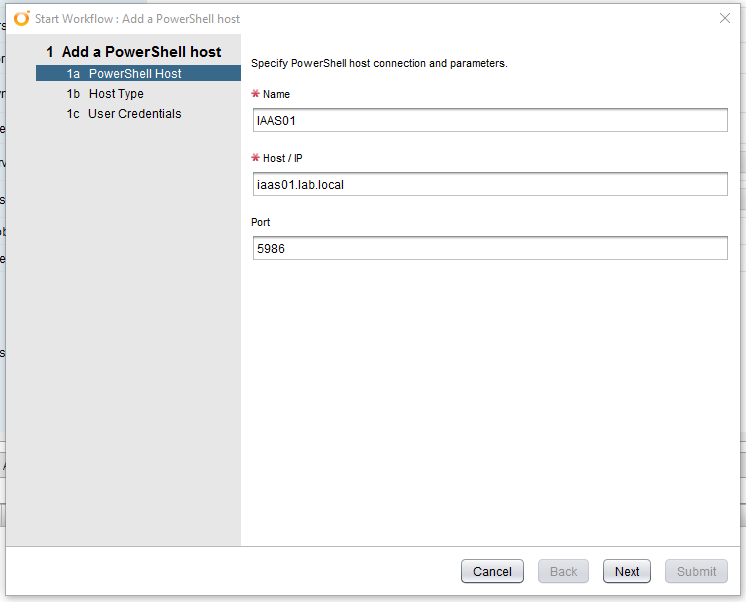 Start Workflow : Add a PowerShell host
1 Add a PowerShell host
1a PowerShell Host
1b Host Type
1c User Credentials
Specify PowerShell host connection and parameters.
* Name
IAAS01
* Host / IP
iaas01.lab.local
Port
5986
Cancel
Back
Next
Submit